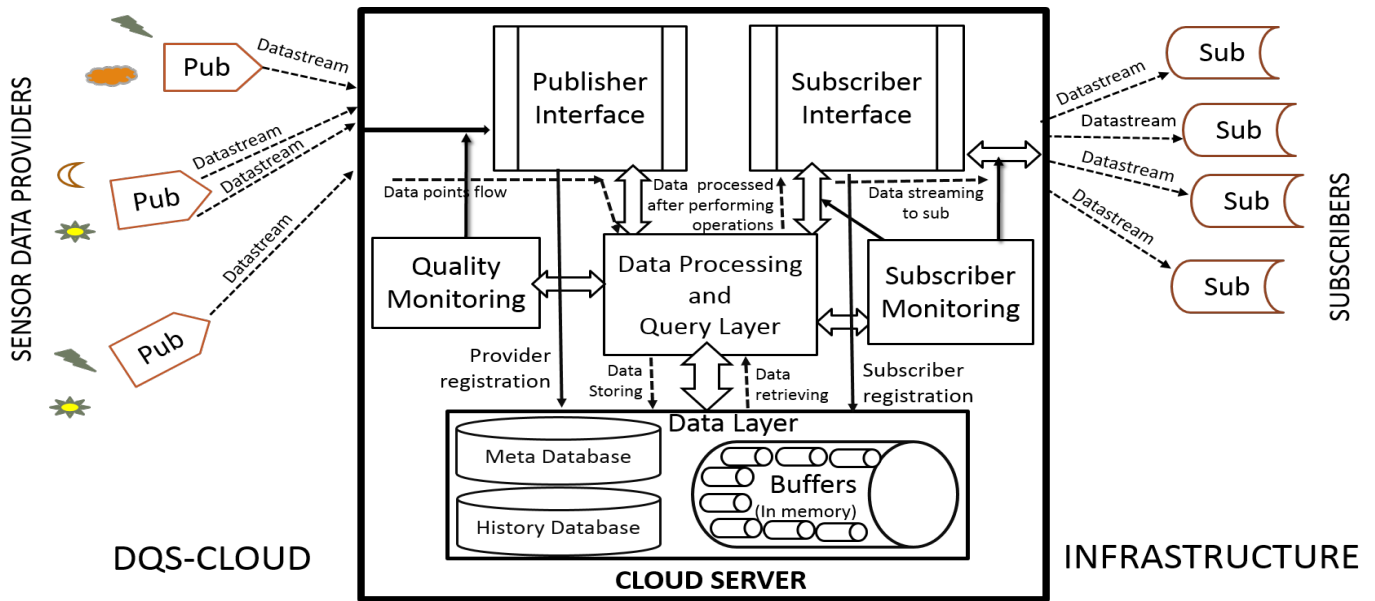 SENSOR DATA PROVIDERS
Pub
Datastream
Pub
Datastream
Datastream
Pub
Datastream
Publisher
Interface
Subscriber
Interface
Data points flow
Data processed
after performing
operations
Data streaming
to sub
Quality
Monitoring
Data Processing
and
Query Layer
Subscriber
Monitoring
Provider
registration
Data
Storing
Data
retrieving
Subscriber
registration
Data Layer
Meta Database
History Database
Buffers
(In memory)
CLOUD SERVER
Datastream
Sub
Datastream
Sub
Datastream
Sub
Datastream
Sub
SUBSCRIBERS
DQS-CLOUD
INFRASTRUCTURE